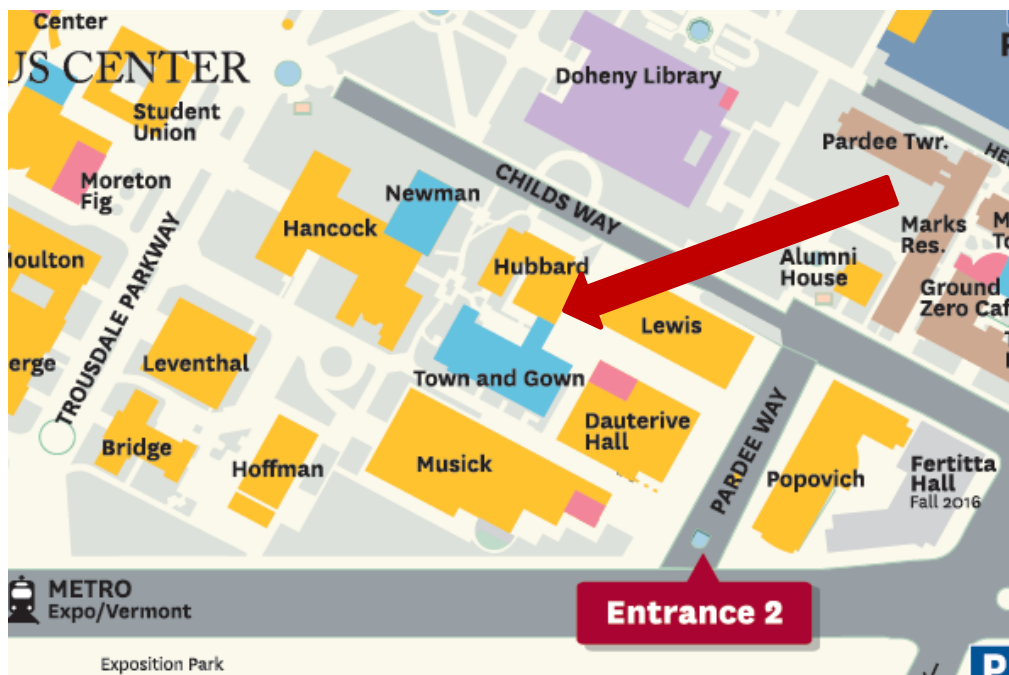 Center
US CENTER
Student
Union
Moreton
Fig
Doheny Library
Pardee Twr.
CHILDS WAY
Newman
Hancock
Hubbard
Marks
Res.
Alumni
House
Ground
Zero Caf
Lewis
TROUSDALE PARKWAY
oulton
erge
Leventhal
Town and Gown
Dauterive
Hall
PARDEE WAY
Bridge
Hoffman
Musick
Popovich
Fertitta
Hall
Fall 2016
METRO
Expo/Vermont
Entrance 2
Exposition Park
P